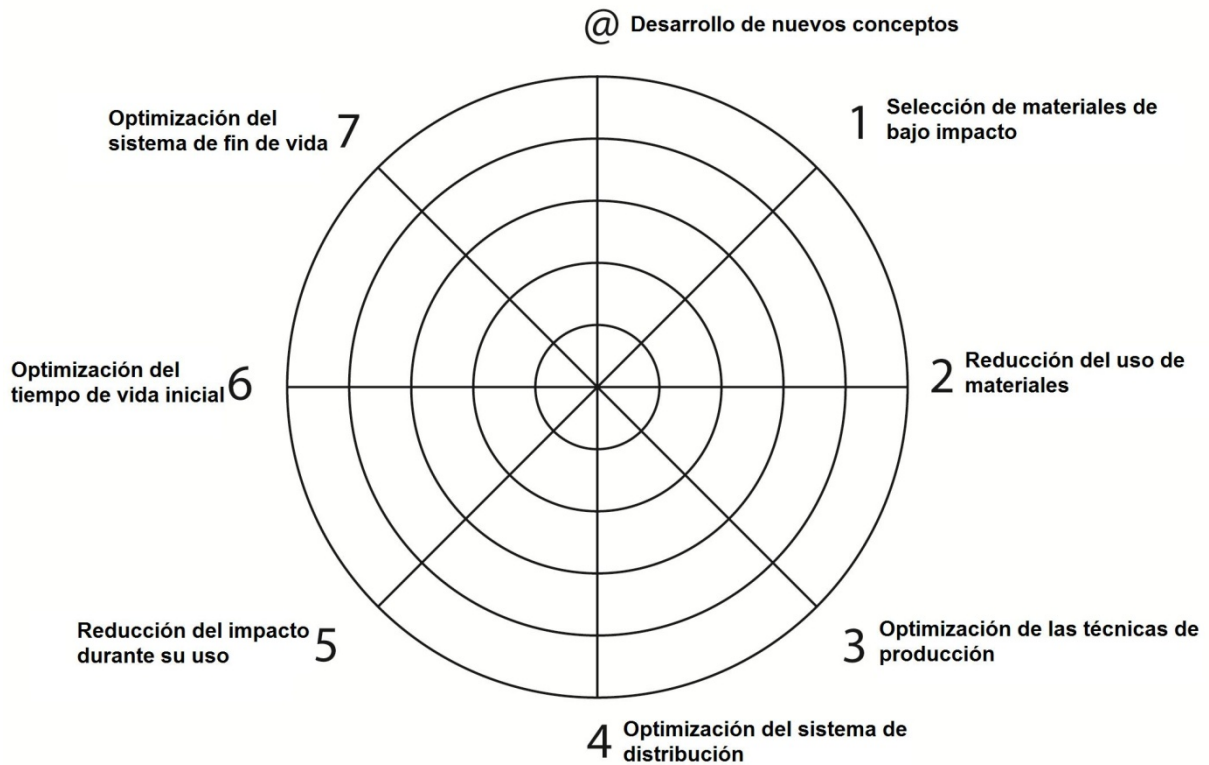 @ Desarrollo de nuevos conceptos
1 Selección de materiales de
bajo impacto
2 Reducción del uso de
materiales
3 Optimización de las técnicas de
producción
4 Optimización del sistema de
distribución
5 Reducción del impacto
durante su uso
6 Optimización del
tiempo de vida inicial
7 Optimización del
sistema de fin de vida